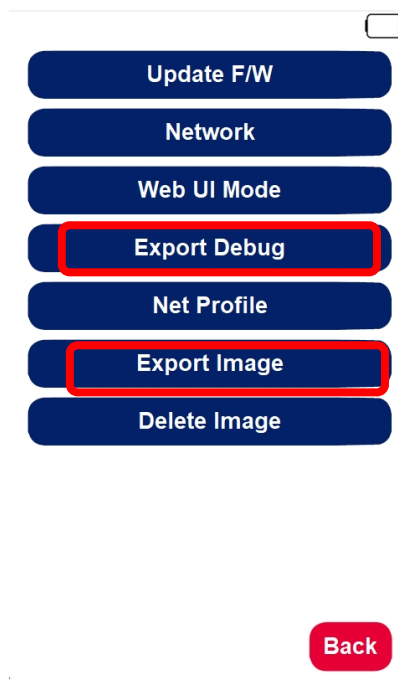 Update F/W
Network
Web UI Mode
Export Debug
Net Profile
Export Image
Delete Image
Back